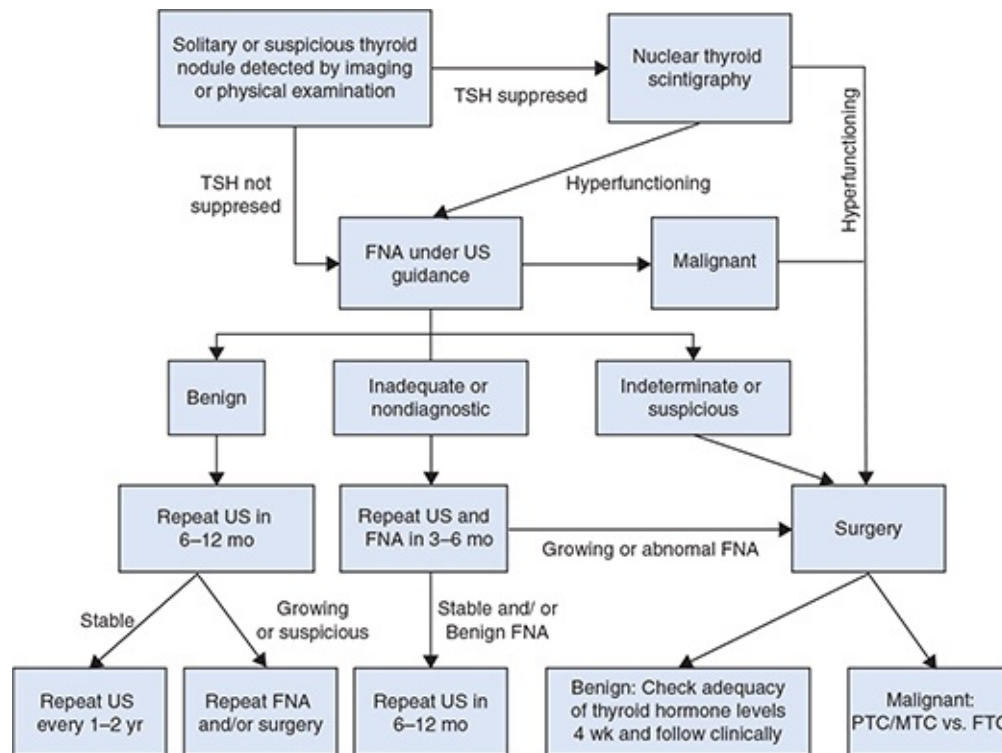 Solitary or suspicious thyroid
nodule detected by imaging
or physical examination
TSH suppresed
Nuclear thyroid
scintigraphy
TSH not
suppresed
Hyperfunctioning
Hyperfunctioning
FNA under US
guidance
Malignant
Benign
Inadequate or
nondiagnostic
Indeterminate or
suspicious
Repeat US in
6–12 mo
Repeat US and
FNA in 3–6 mo
Growing or abnomal FNA
Surgery
Stable
Growing
or suspicious
Stable and/ or
Benign FNA
Repeat US
every 1–2 yr
Repeat FNA
and/or surgery
Repeat US in
6–12 mo
Benign: Check adequacy
of thyroid hormone levels
4 wk and follow clinically
Malignant:
PTC/MTC vs. FTC